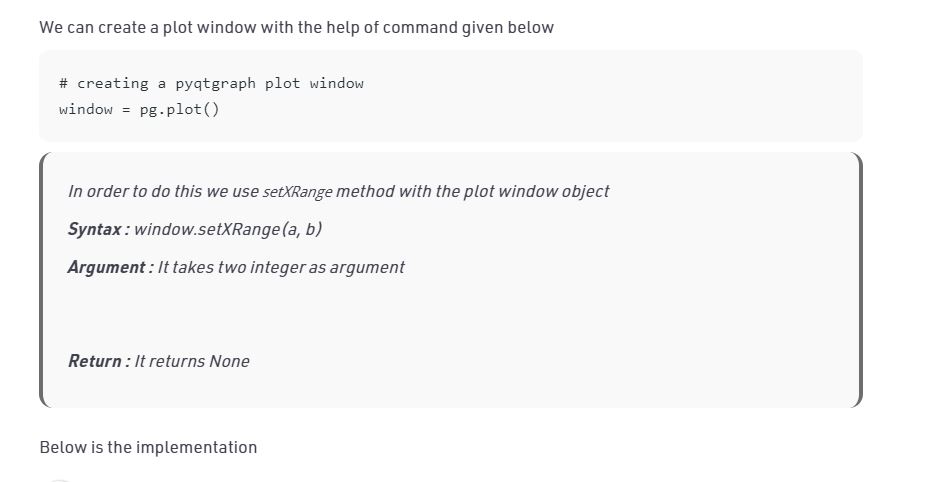 We can create a plot window with the help of command given below
# creating a pyqtgraph plot window
window = pg.plot()
In order to do this we use setXRange method with the plot window object
Syntax : window.setXRange(a, b)
Argument : It takes two integer as argument
Return : It returns None
Below is the implementation